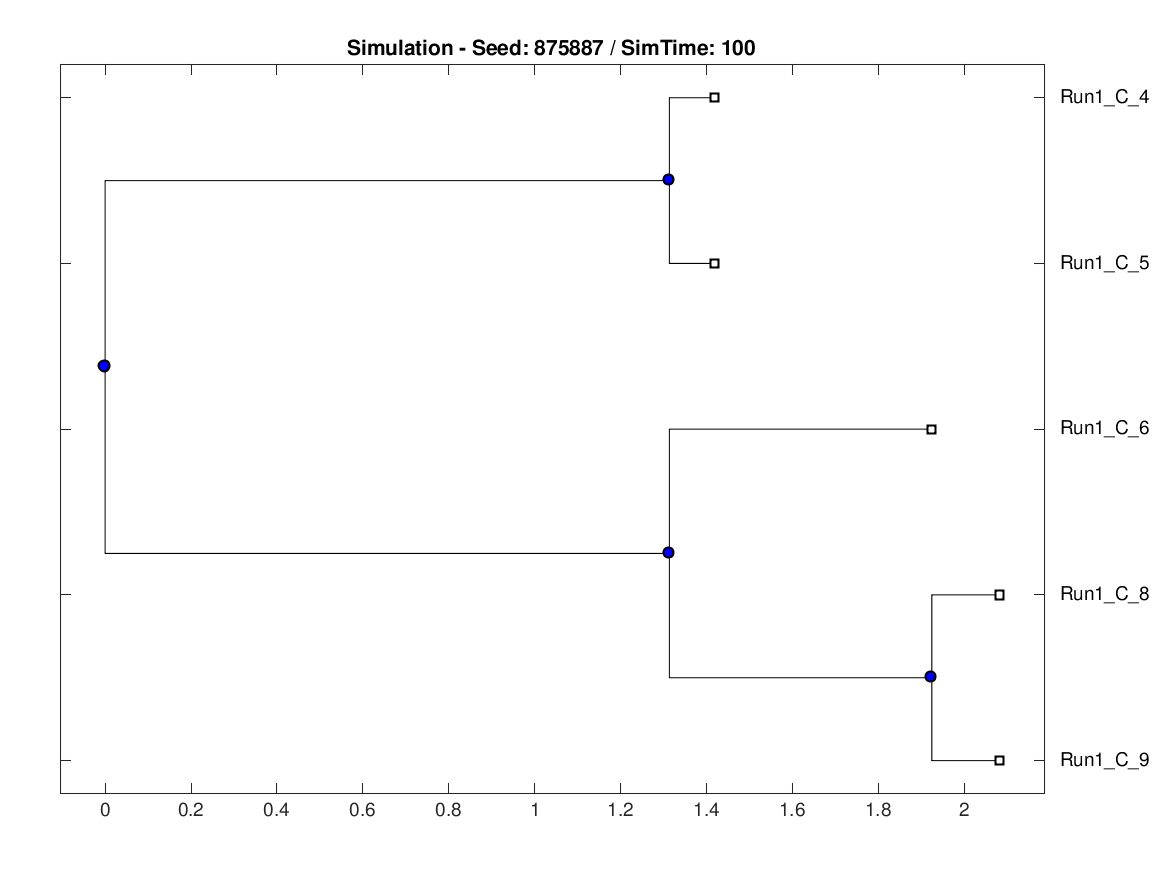 Simulation - Seed: 875887 / SimTime: 100
Run1_C_4
Run1_C_5
Run1_C_6
Run1_C_8
Run1_C_9
0 0.2 0.4 0.6 0.8 1 1.2 1.4 1.6 1.8 2